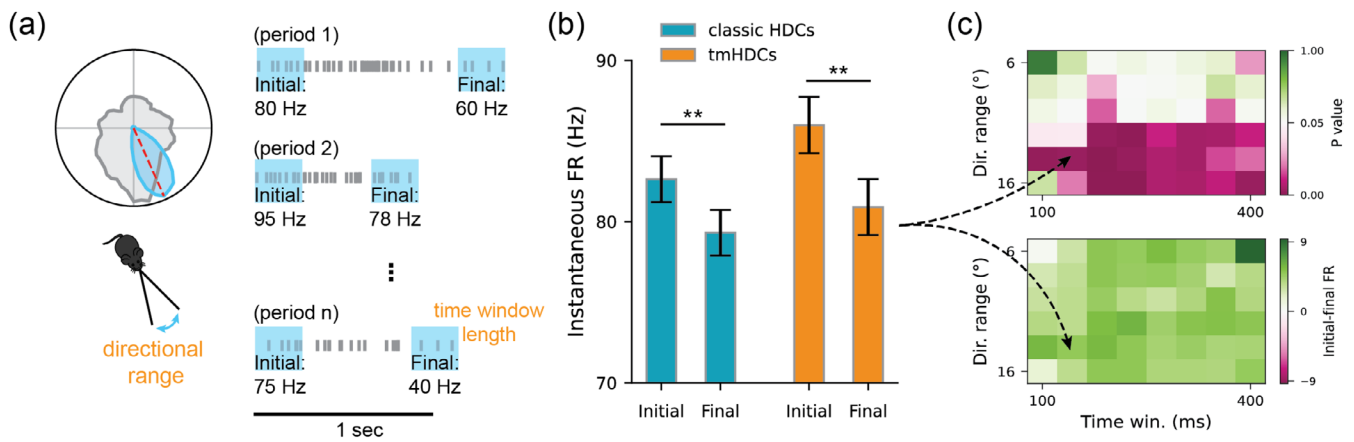 (a)
(period 1)
Initial:
80 Hz
Final:
60 Hz
(period 2)
Initial:
95 Hz
Final:
78 Hz
...
(period n)
time window
length
Initial:
75 Hz
Final:
40 Hz
1 sec
directional
range
(b)
classic HDCs
tmHDCs
Instantaneous FR (Hz)
90
80
70
**
**
Initial Final Initial Final
(c)
Dir. range (°)
6
16
100 400
1.00
0.05
0.00
P value
Dir. range (°)
6
16
100 400
Time win. (ms)
9
0
−9
Initial-final FR